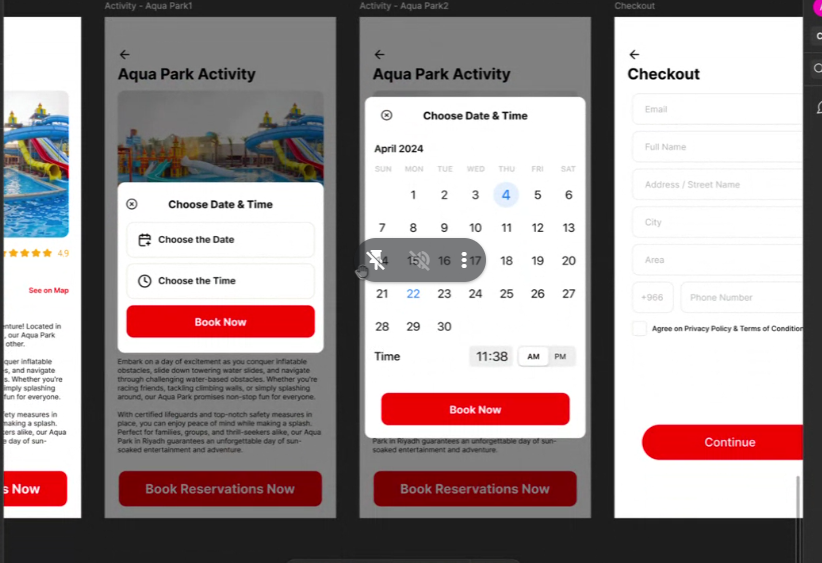 Activity - Aqua Park1
Activity - Aqua Park2
Checkout
4.9
See on Map
enture! Located in
, our Aqua Park
other.
quer inflatable
s, and navigate
s. Whether you're
simply splashing
fun for everyone.
fety measures in
making a splash.
ers alike, our Aqua
e day of sun-
s Now
Aqua Park Activity
Choose Date & Time
Choose the Date
Choose the Time
Book Now
Embark on a day of excitement as you conquer inflatable
obstacles, slide down towering water slides, and navigate
through challenging water-based obstacles. Whether you're
racing friends, tackling climbing walls, or simply splashing
around, our Aqua Park promises non-stop fun for everyone.
With certified lifeguards and top-notch safety measures in
place, you can enjoy peace of mind while making a splash.
Perfect for families, groups, and thrill-seekers alike, our Aqua
Park in Riyadh guarantees an unforgettable day of sun-
soaked entertainment and adventure.
Book Reservations Now
Aqua Park Activity
Choose Date & Time
April 2024
SUN MON TUE WED THU FRI SAT
1 2 3 4 5 6
7 8 9 10 11 12 13
14 15 16 17 18 19 20
21 22 23 24 25 26 27
28 29 30
Time 11:38 AM PM
Book Now
Park in Riyadh guarantees an unforgettable day of sun-
soaked entertainment and adventure.
Book Reservations Now
Checkout
Email
Full Name
Address / Street Name
City
Area
+966 Phone Number
Agree on Privacy Policy & Terms of Condition
Continue